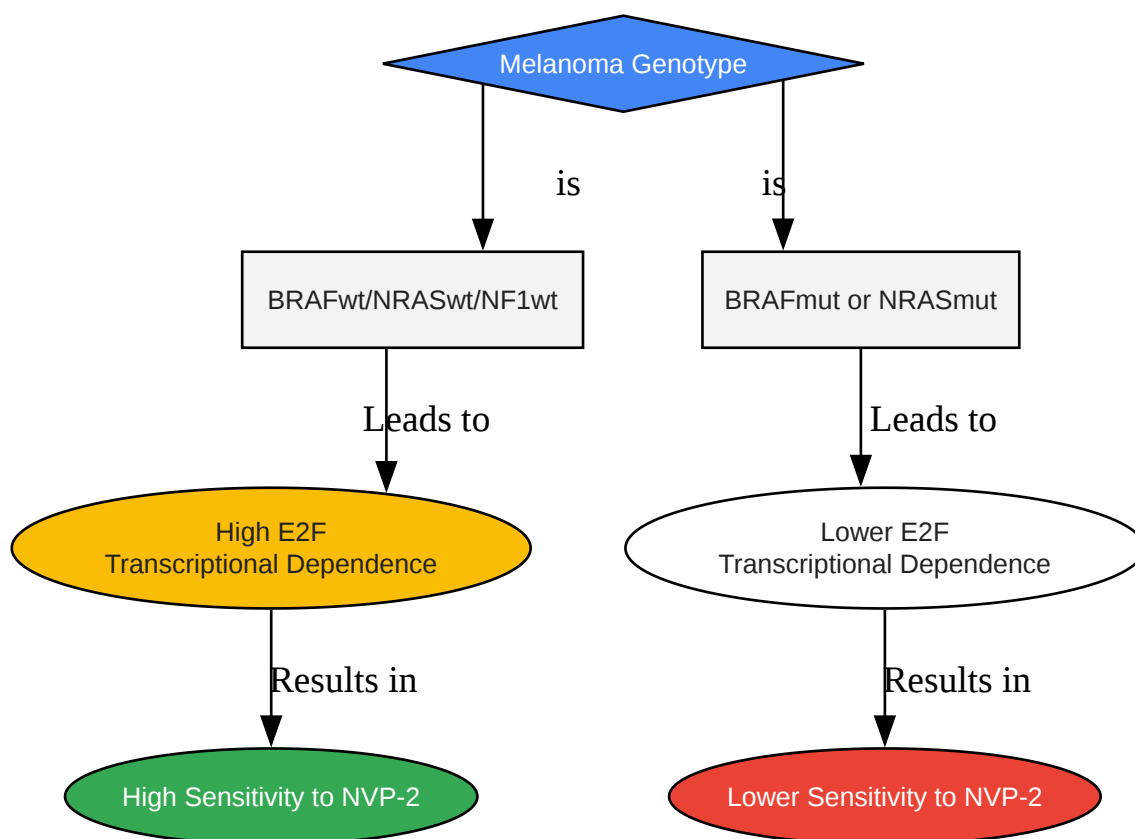 Melanoma Genotype
is
is
BRAFwt/NRASwt/NF1wt
BRAFmut or NRASmut
Leads to
Leads to
High E2F
Transcriptional Dependence
Lower E2F
Transcriptional Dependence
Results in
Results in
High Sensitivity to NVP-2
Lower Sensitivity to NVP-2